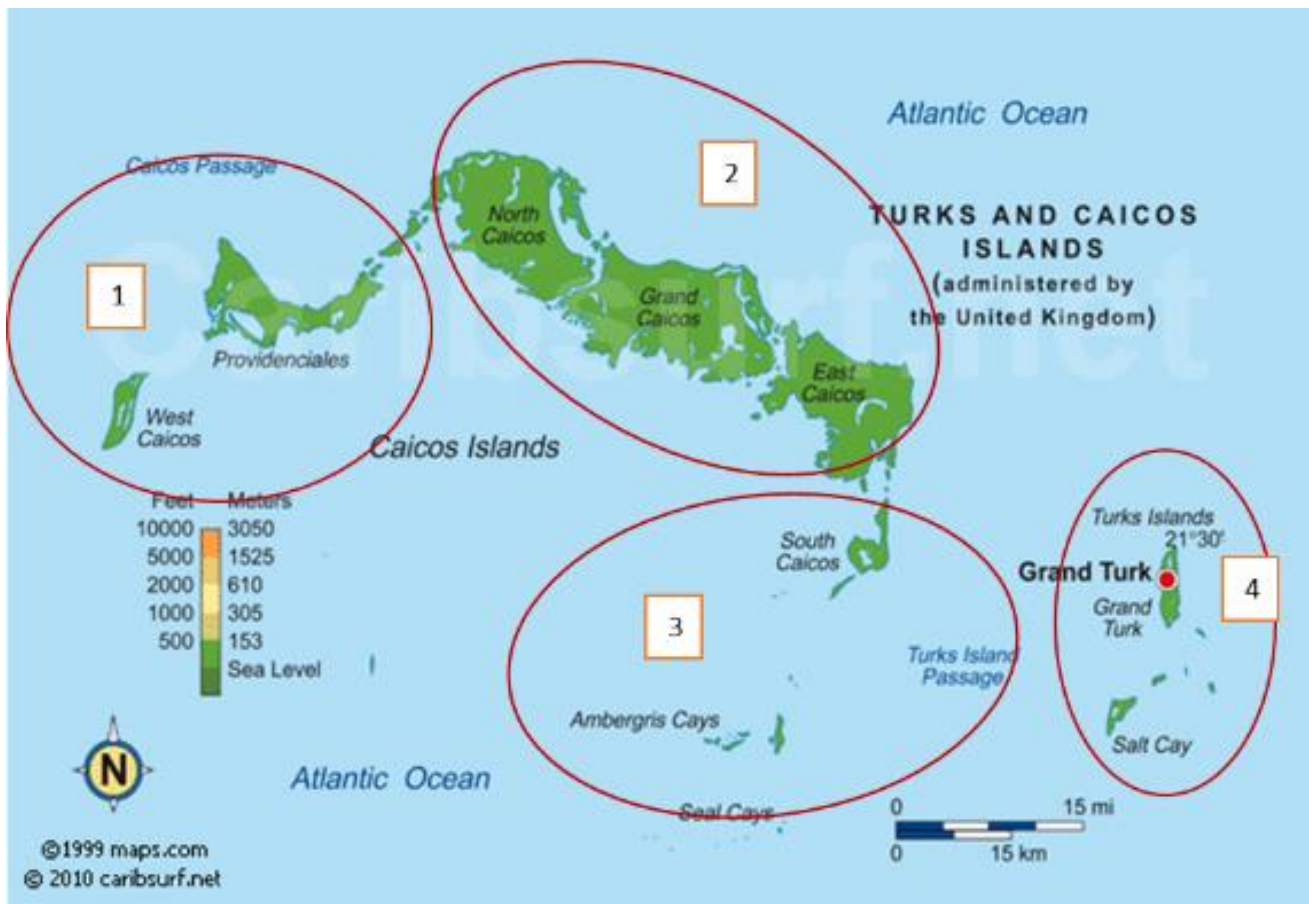 Atlantic Ocean
Caicos Passage
2
TURKS AND CAICOS
ISLANDS
(administered by
the United Kingdom)
North
Caicos
1
Grand
Caicos
Providenciales
East
Caicos
West
Caicos
Caicos Islands
Feet Meters
10000 3050
5000 1525
2000 610
1000 305
500 153
Sea Level
South
Caicos
Turks Islands
21°30'
Grand Turk
4
Grand
Turk
3
Turks Island
Passage
Ambergris Cays
Salt Cay
N
Atlantic Ocean
Seal Cays
0 15 mi
0 15 km
©1999 maps.com
© 2010 caribsurf.net
Caribsurf.net